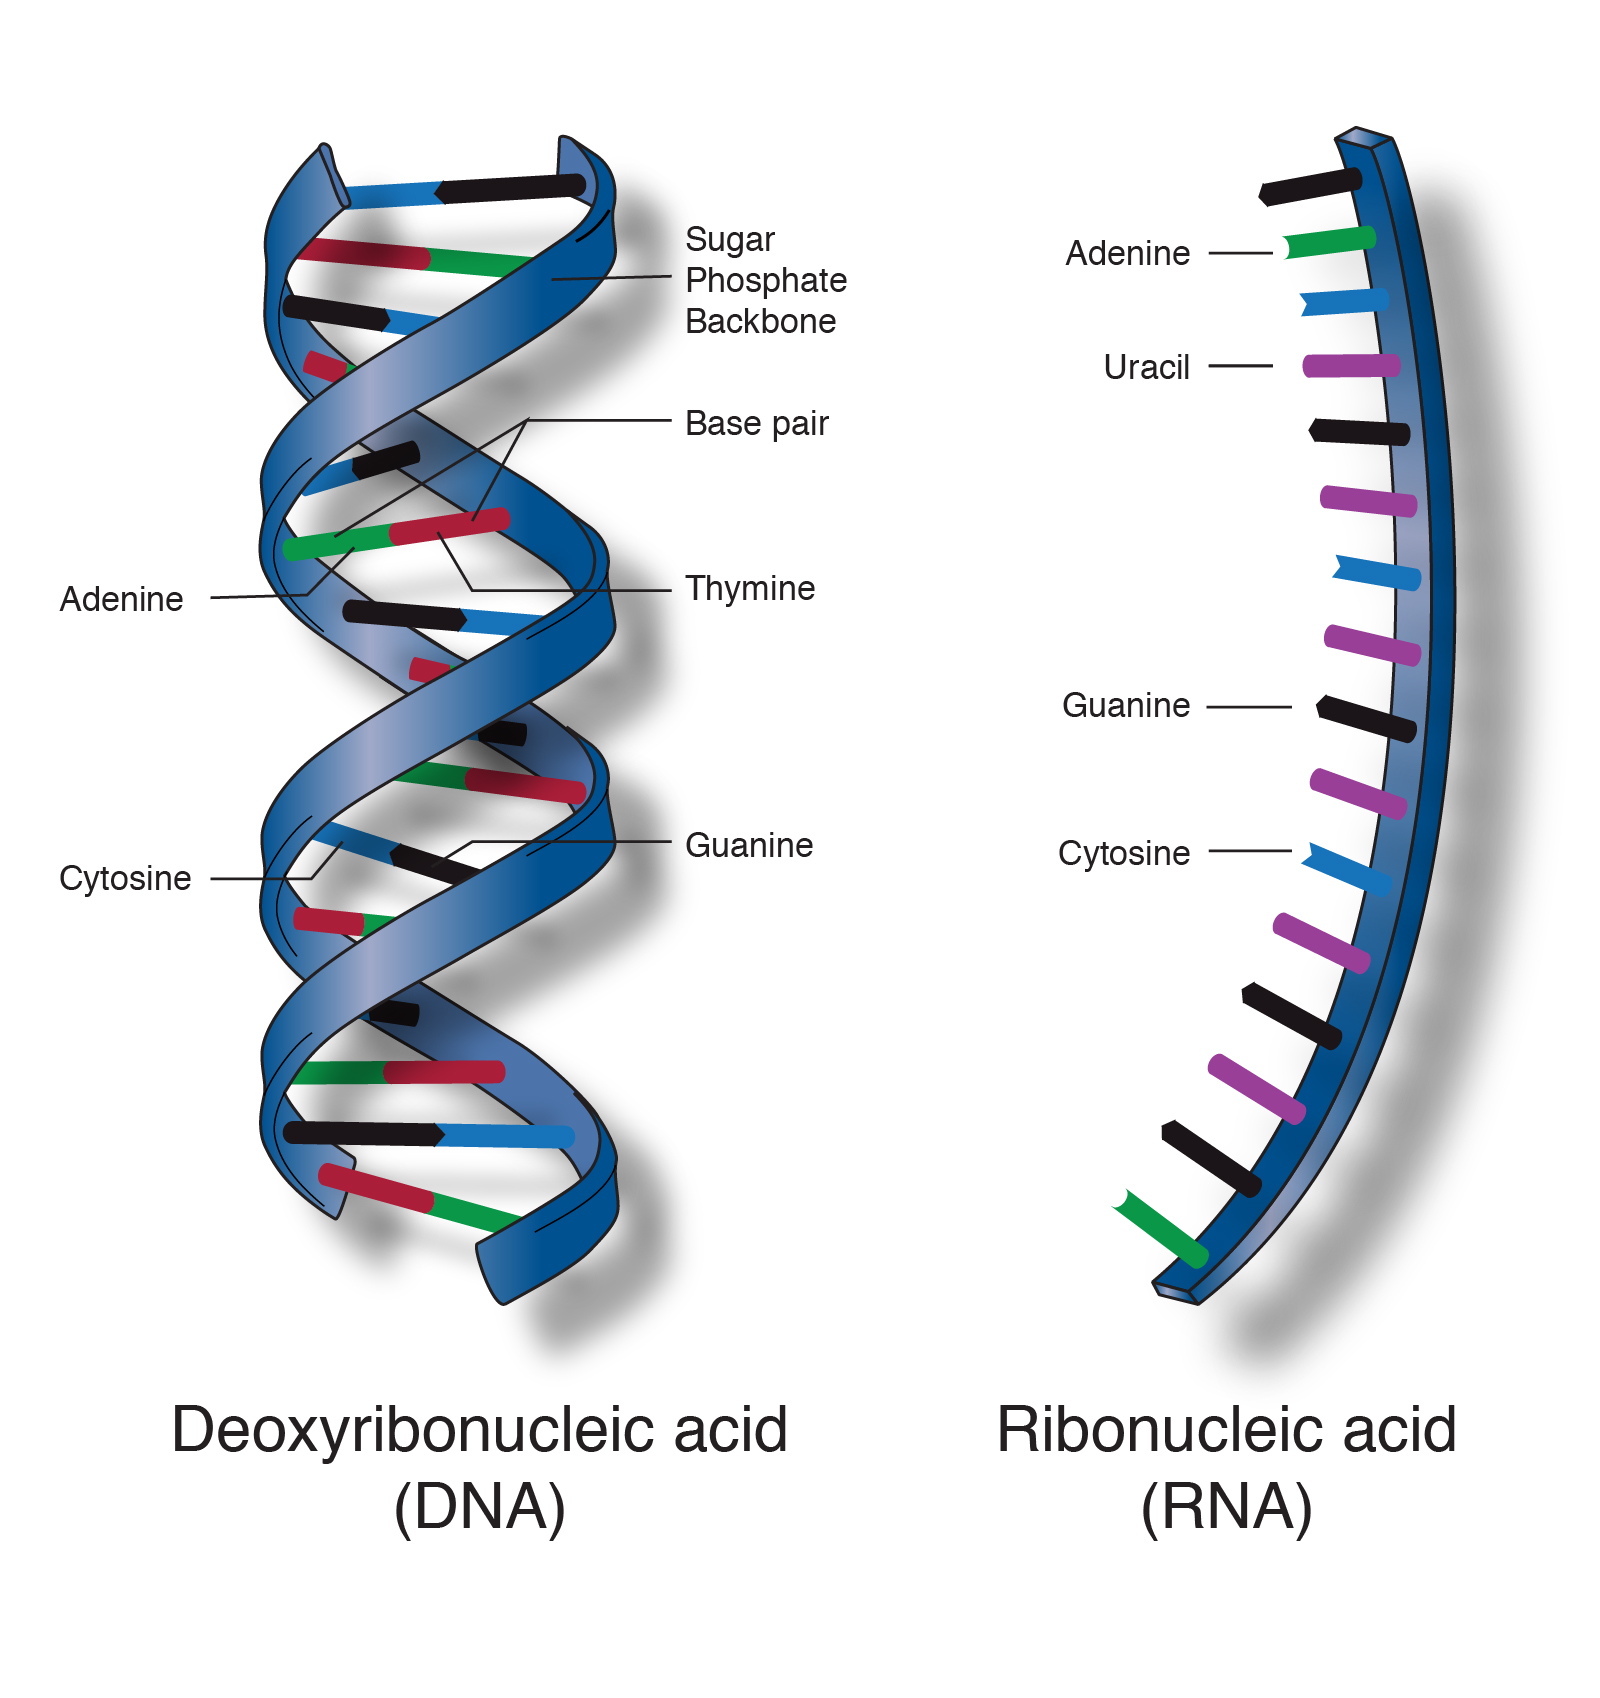 Sugar
Phosphate
Backbone
Base pair
Adenine
Thymine
Cytosine
Guanine
Deoxyribonucleic acid
(DNA)
Adenine
Uracil
Guanine
Cytosine
Ribonucleic acid
(RNA)